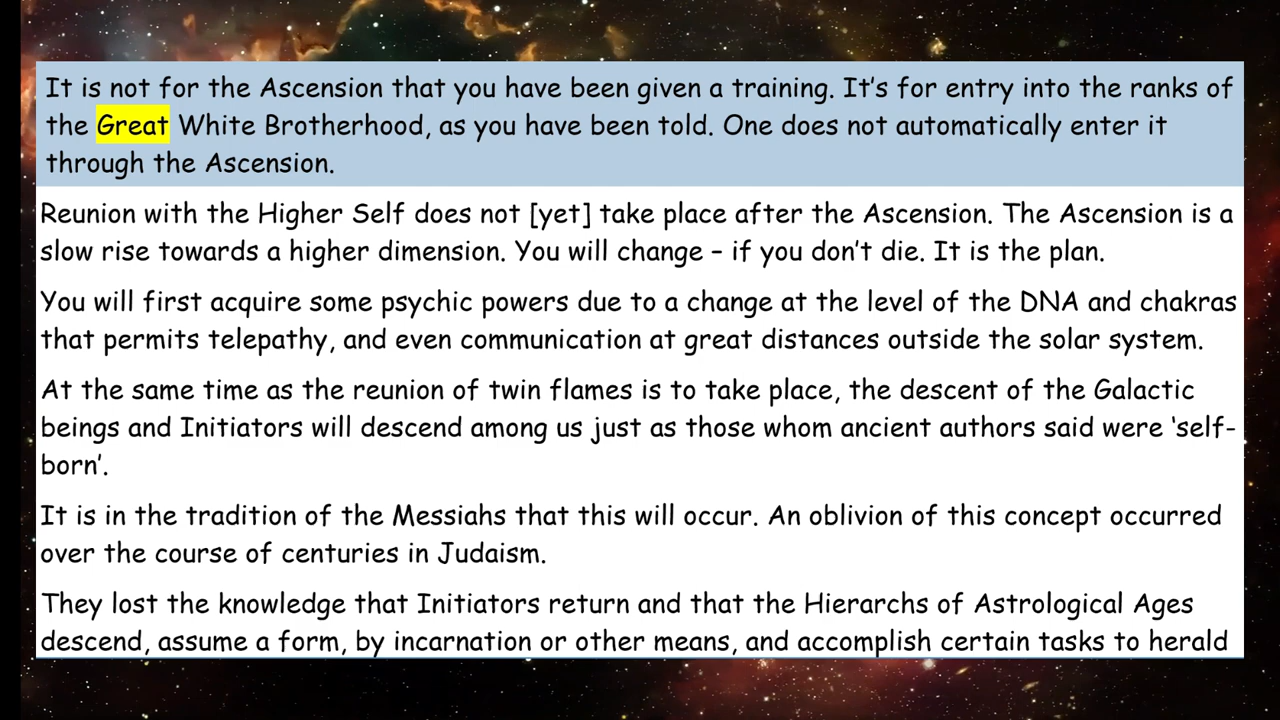 It is not for the Ascension that you have been given a training. It's for entry into the ranks of
the Great White Brotherhood, as you have been told. One does not automatically enter it
through the Ascension.
Reunion with the Higher Self does not [yet] take place after the Ascension. The Ascension is a
slow rise towards a higher dimension. You will change – if you don't die. It is the plan.
You will first acquire some psychic powers due to a change at the level of the DNA and chakras
that permits telepathy, and even communication at great distances outside the solar system.
At the same time as the reunion of twin flames is to take place, the descent of the Galactic
beings and Initiators will descend among us just as those whom ancient authors said were ‘self-
born’.
It is in the tradition of the Messiahs that this will occur. An oblivion of this concept occurred
over the course of centuries in Judaism.
They lost the knowledge that Initiators return and that the Hierarchs of Astrological Ages
descend, assume a form, by incarnation or other means, and accomplish certain tasks to herald